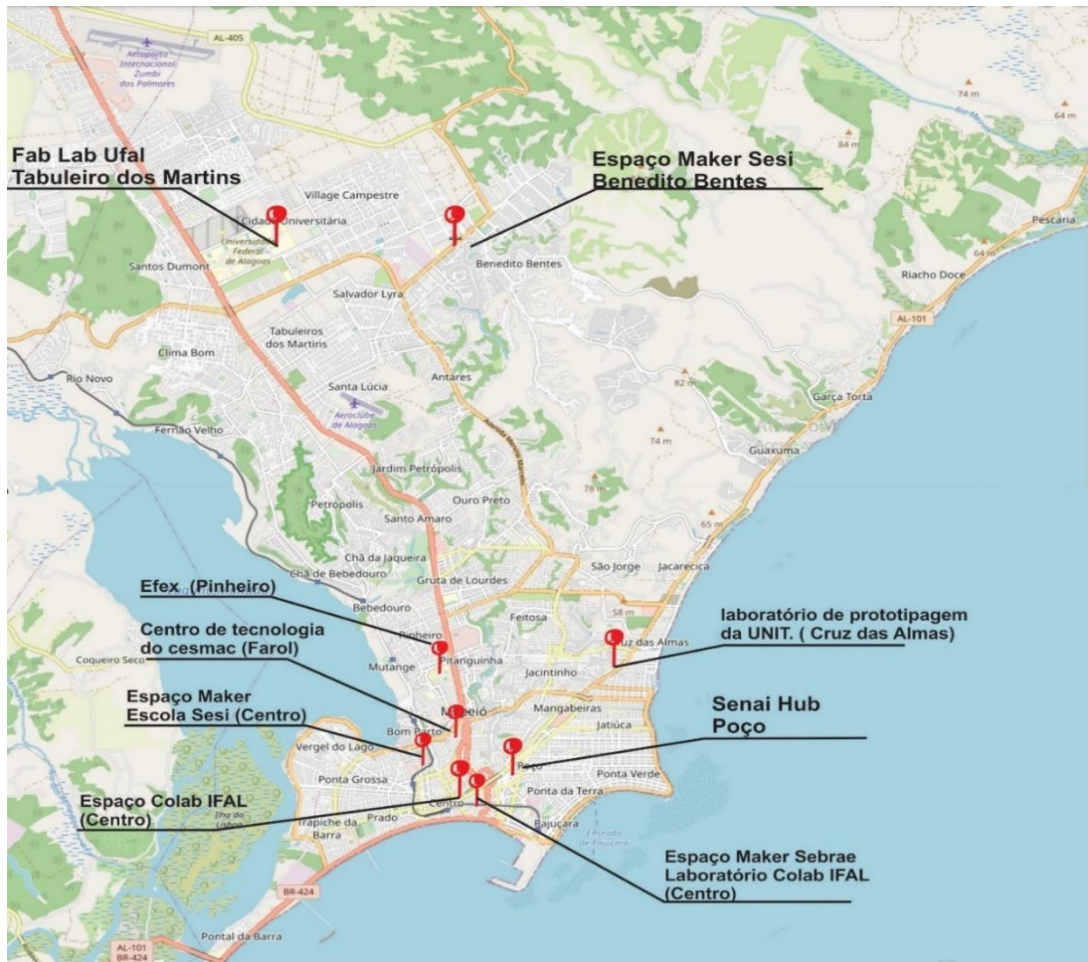 AL-405
Aeroporto
Internacional
Zumbi
dos Palmares
74 m
64 m
84 m
Fab Lab Ufal
Tabuleiro dos Martins
Espaço Maker Sesi
Benedito Bentes
Village Campestre
Cidade Universitária
Universidade
Federal
de Alagoas
Pescaria
64 m
Santos Dumont
Benedito Bentes
Riacho Doce
Salvador Lyra
AL-101
Tabuleiros
dos Martins
Clima Bom
Rio Novo
Santa Lúcia
Antares
82 m
Garça Torta
Aeroclube
de Alagoas
Fernão Velho
74 m
Guaxuma
Jardim Petrópolis
78 m
Petrópolis
Ouro Preto
Santo Amaro
65 m
Chã da Jaqueira
Chã de Bebedouro
Gruta de Lourdes
São Jorge
Jacarecica
Efex (Pinheiro)
Bebedouro
58 m
Feitosa
laboratório de prototipagem
da UNIT. ( Cruz das Almas)
Centro de tecnologia
do cesmac (Farol)
Pinheiro
Cruz das Almas
Coqueiro Seco
Mutange
Pitanguinha
Jacintinho
Espaço Maker
Escola Sesi (Centro)
Maceió
Mangabeiras
Senai Hub
Poço
Bom Parto
Jatiúca
Vergel do Lago
Ponta Grossa
Poço
Ponta Verde
Espaço Colab IFAL
(Centro)
Centro
Ponta da Terra
Ilha do
Lisboa
Trapiche da
Barra
Prado
Pajuçara
Enseada
de Pajuçara
Espaço Maker Sebrae
Laboratório Colab IFAL
(Centro)
BR-424
Pontal da Barra
AL-101
BR-424